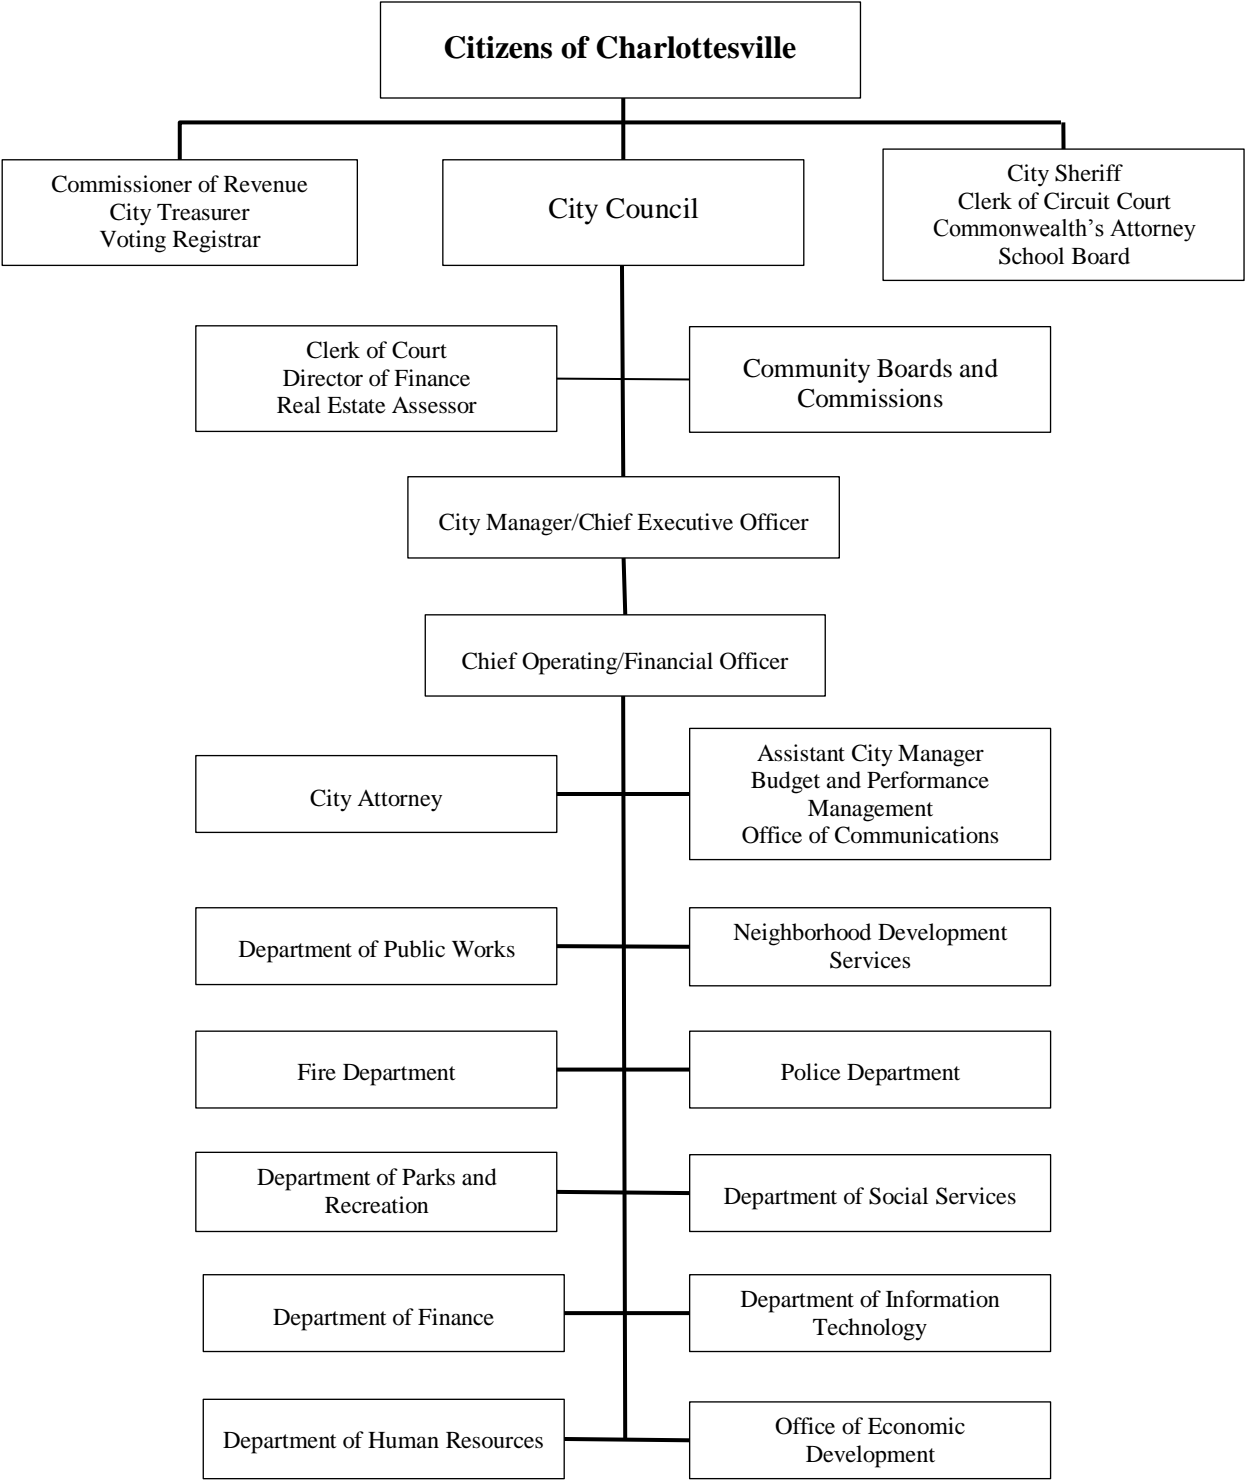 Citizens of Charlottesville
Commissioner of Revenue
City Treasurer
Voting Registrar
City Council
City Sheriff
Clerk of Circuit Court
Commonwealth’s Attorney
School Board
Clerk of Court
Director of Finance
Real Estate Assessor
Community Boards and
Commissions
City Manager/Chief Executive Officer
Chief Operating/Financial Officer
City Attorney
Assistant City Manager
Budget and Performance
Management
Office of Communications
Department of Public Works
Neighborhood Development
Services
Fire Department
Police Department
Department of Parks and
Recreation
Department of Social Services
Department of Finance
Department of Information
Technology
Department of Human Resources
Office of Economic
Development